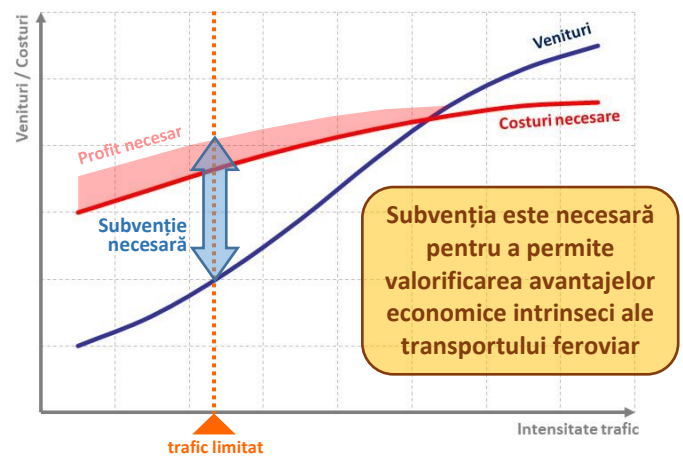 Venituri / Costuri
Venituri
Costuri necesare
Profit necesar
Subvenție
necesară
Subvenția este necesară
pentru a permite
valorificarea avantajelor
economice intrinseci ale
transportului feroviar
Intensitate trafic
trafic limitat